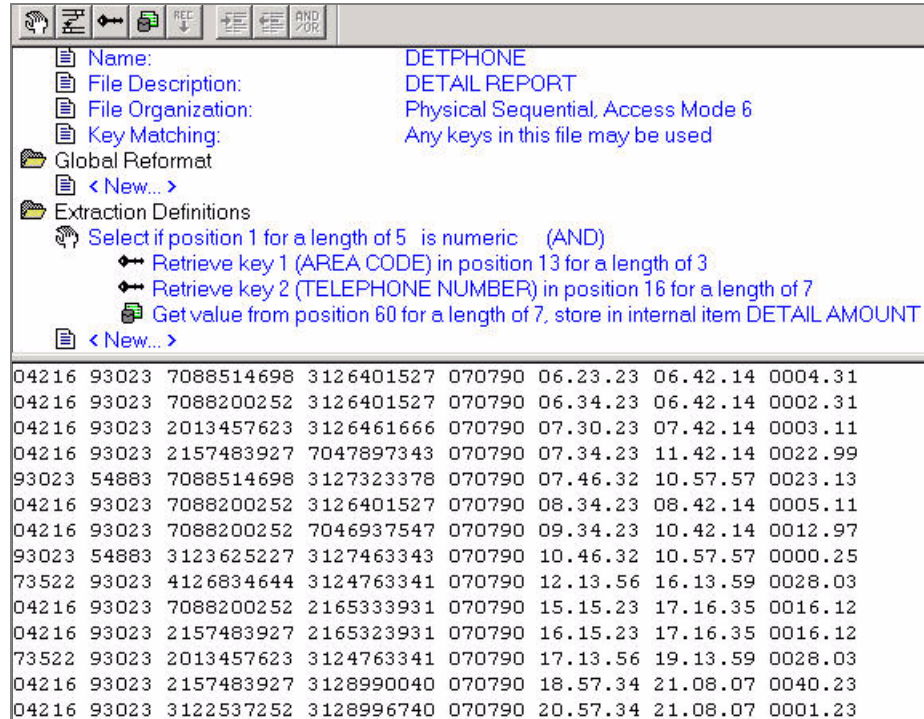 REC
AND
/OR
Name: DETPHONE
File Description: DETAIL REPORT
File Organization: Physical Sequential, Access Mode 6
Key Matching: Any keys in this file may be used
Global Reformat
< New... >
Extraction Definitions
Select if position 1 for a length of 5 is numeric (AND)
Retrieve key 1 (AREA CODE) in position 13 for a length of 3
Retrieve key 2 (TELEPHONE NUMBER) in position 16 for a length of 7
Get value from position 60 for a length of 7, store in internal item DETAIL AMOUNT
< New... >
04216 93023 7088514698 3126401527 070790 06.23.23 06.42.14 0004.31
04216 93023 7088200252 3126401527 070790 06.34.23 06.42.14 0002.31
04216 93023 2013457623 3126461666 070790 07.30.23 07.42.14 0003.11
04216 93023 2157483927 7047897343 070790 07.34.23 11.42.14 0022.99
93023 54883 7088514698 3127323378 070790 07.46.32 10.57.57 0023.13
04216 93023 7088200252 3126401527 070790 08.34.23 08.42.14 0005.11
04216 93023 7088200252 7046937547 070790 09.34.23 10.42.14 0012.97
93023 54883 3123625227 3127463343 070790 10.46.32 10.57.57 0000.25
73522 93023 4126834644 3124763341 070790 12.13.56 16.13.59 0028.03
04216 93023 7088200252 2165333931 070790 15.15.23 17.16.35 0016.12
04216 93023 2157483927 2165323931 070790 16.15.23 17.16.35 0016.12
73522 93023 2013457623 3124763341 070790 17.13.56 19.13.59 0028.03
04216 93023 2157483927 3128990040 070790 18.57.34 21.08.07 0040.23
04216 93023 3122537252 3128996740 070790 20.57.34 21.08.07 0001.23